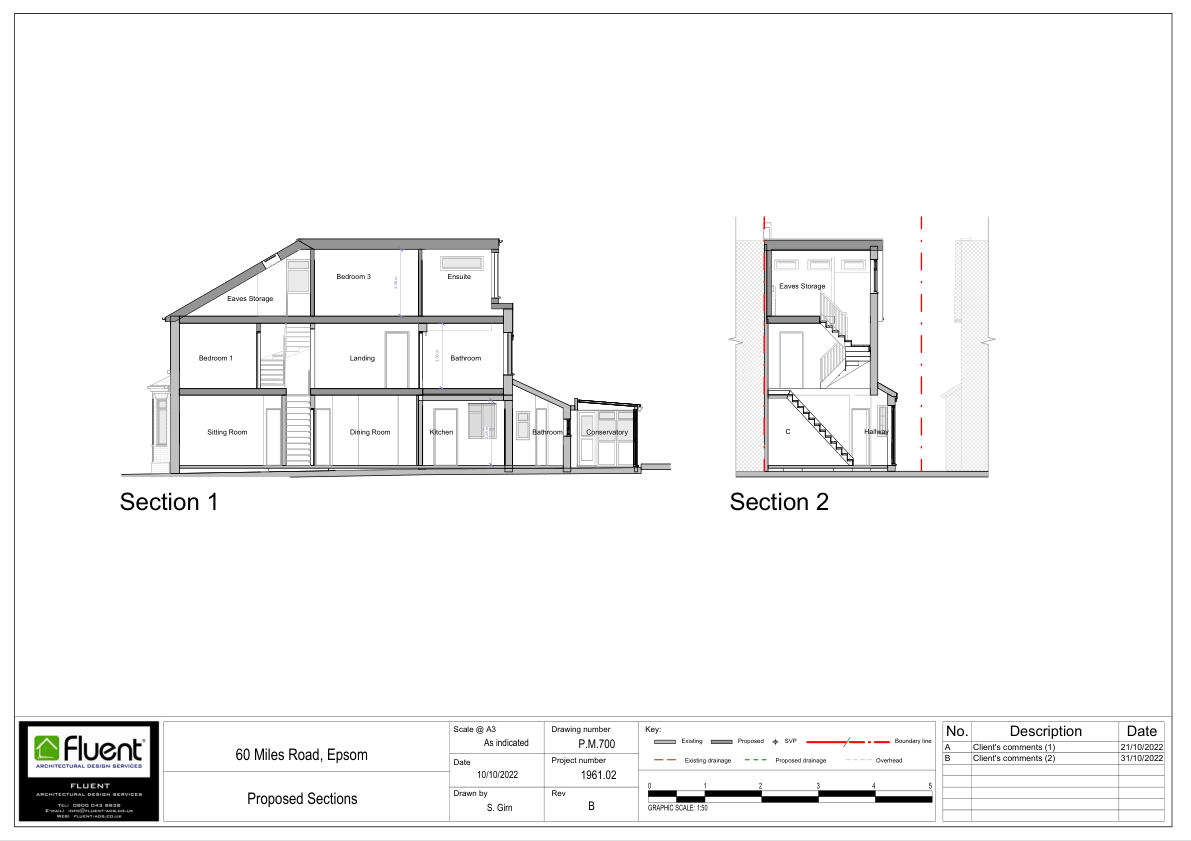 Bedroom 3
Ensuite
Eaves Storage
Bedroom 1
Landing
Bathroom
Sitting Room
Dining Room
Kitchen
Bathroom
Conservatory
Section 1
Eaves Storage
C
Hallway
Section 2
Fluent®
ARCHITECTURAL DESIGN SERVICES
FLUENT
ARCHITECTURAL DESIGN SERVICES
Tel: 0800 043 8838
E-mail: info@fluent-ads.co.uk
Web: fluent-ads.co.uk
60 Miles Road, Epsom
Proposed Sections
Scale @ A3
As indicated
Date
10/10/2022
Drawn by
S. Girn
Drawing number
P.M.700
Project number
1961.02
Rev
B
Key:
Existing Proposed SVP Boundary line
Existing drainage Proposed drainage Overhead
0 1 2 3 4 5
GRAPHIC SCALE: 1:50
No. Description Date
A Client's comments (1) 21/10/2022
B Client's comments (2) 31/10/2022